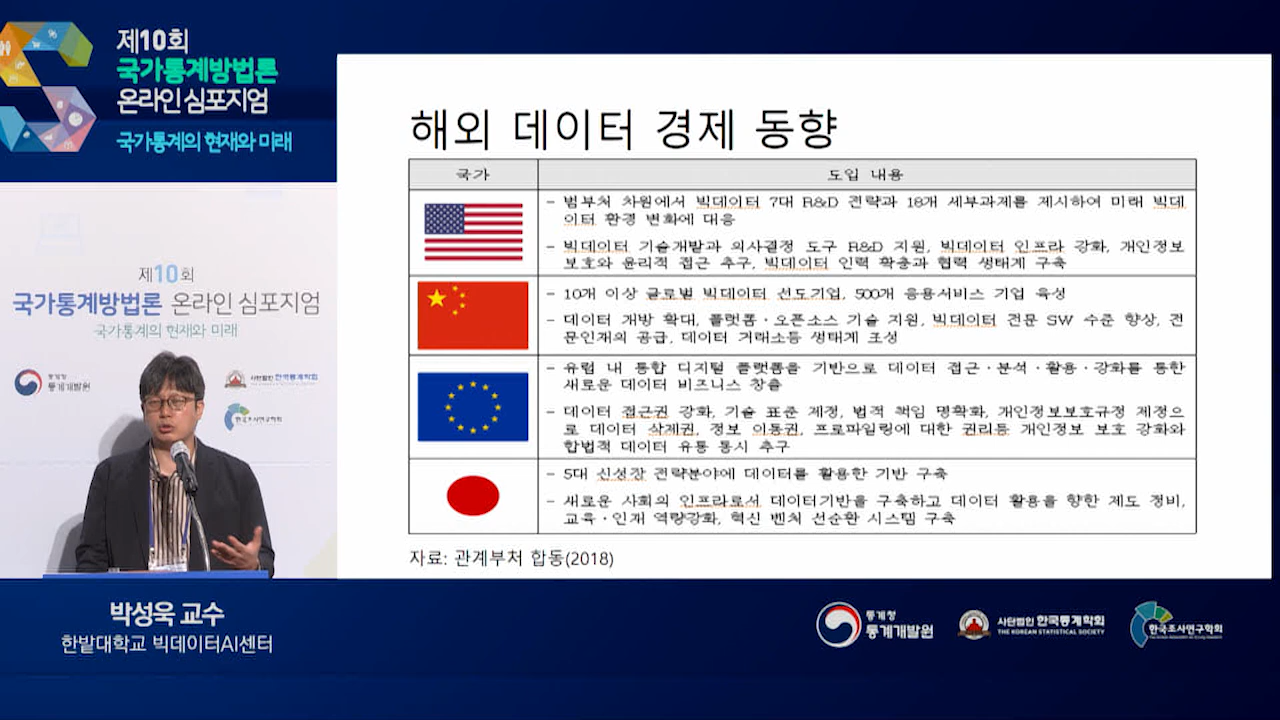 제10회
국가통계방법론
온라인 심포지엄
국가통계의 현재와 미래
제10회
국가통계방법론 온라인 심포지엄
국가통계의 현재와 미래
통계청
통계개발원
사단법인 한국통계학회
한국조사연구학회
해외 데이터 경제 동향
국가
도입 내용
- 범부처 차원에서 빅데이터 7대 R&D 전략과 18개 세부과제를 제시하여 미래 빅데
이터 환경 변화에 대응
- 빅데이터 기술개발과 의사결정 도구 R&D 지원, 빅데이터 인프라 강화, 개인정보
보호와 윤리적 접근 추구, 빅데이터 인력 확충과 협력 생태계 구축
- 10개 이상 글로벌 빅데이터 선도기업, 500개 응용서비스 기업 육성
- 데이터 개방 확대, 플랫폼·오픈소스 기술 지원, 빅데이터 전문 SW 수준 향상, 전
문인재의 공급, 데이터 거래소등 생태계 조성
- 유럽 내 통합 디지털 플랫폼을 기반으로 데이터 접근·분석·활용·강화를 통한
새로운 데이터 비즈니스 창출
- 데이터 접근권 강화, 기술 표준 제정, 법적 책임 명확화, 개인정보보호규정 제정으
로 데이터 삭제권, 정보 이동권, 프로파일링에 대한 권리등 개인정보 보호 강화와
합법적 데이터 유통 동시 추구
- 5대 신성장 전략분야에 데이터를 활용한 기반 구축
- 새로운 사회의 인프라로서 데이터기반을 구축하고 데이터 활용을 향한 제도 정비,
교육·인재 역량강화, 혁신 벤처 선순환 시스템 구축
자료: 관계부처 합동(2018)
박성욱 교수
한밭대학교 빅데이터AI센터
통계청
통계개발원
사단법인 한국통계학회
THE KOREAN STATISTICAL SOCIETY
한국조사연구학회